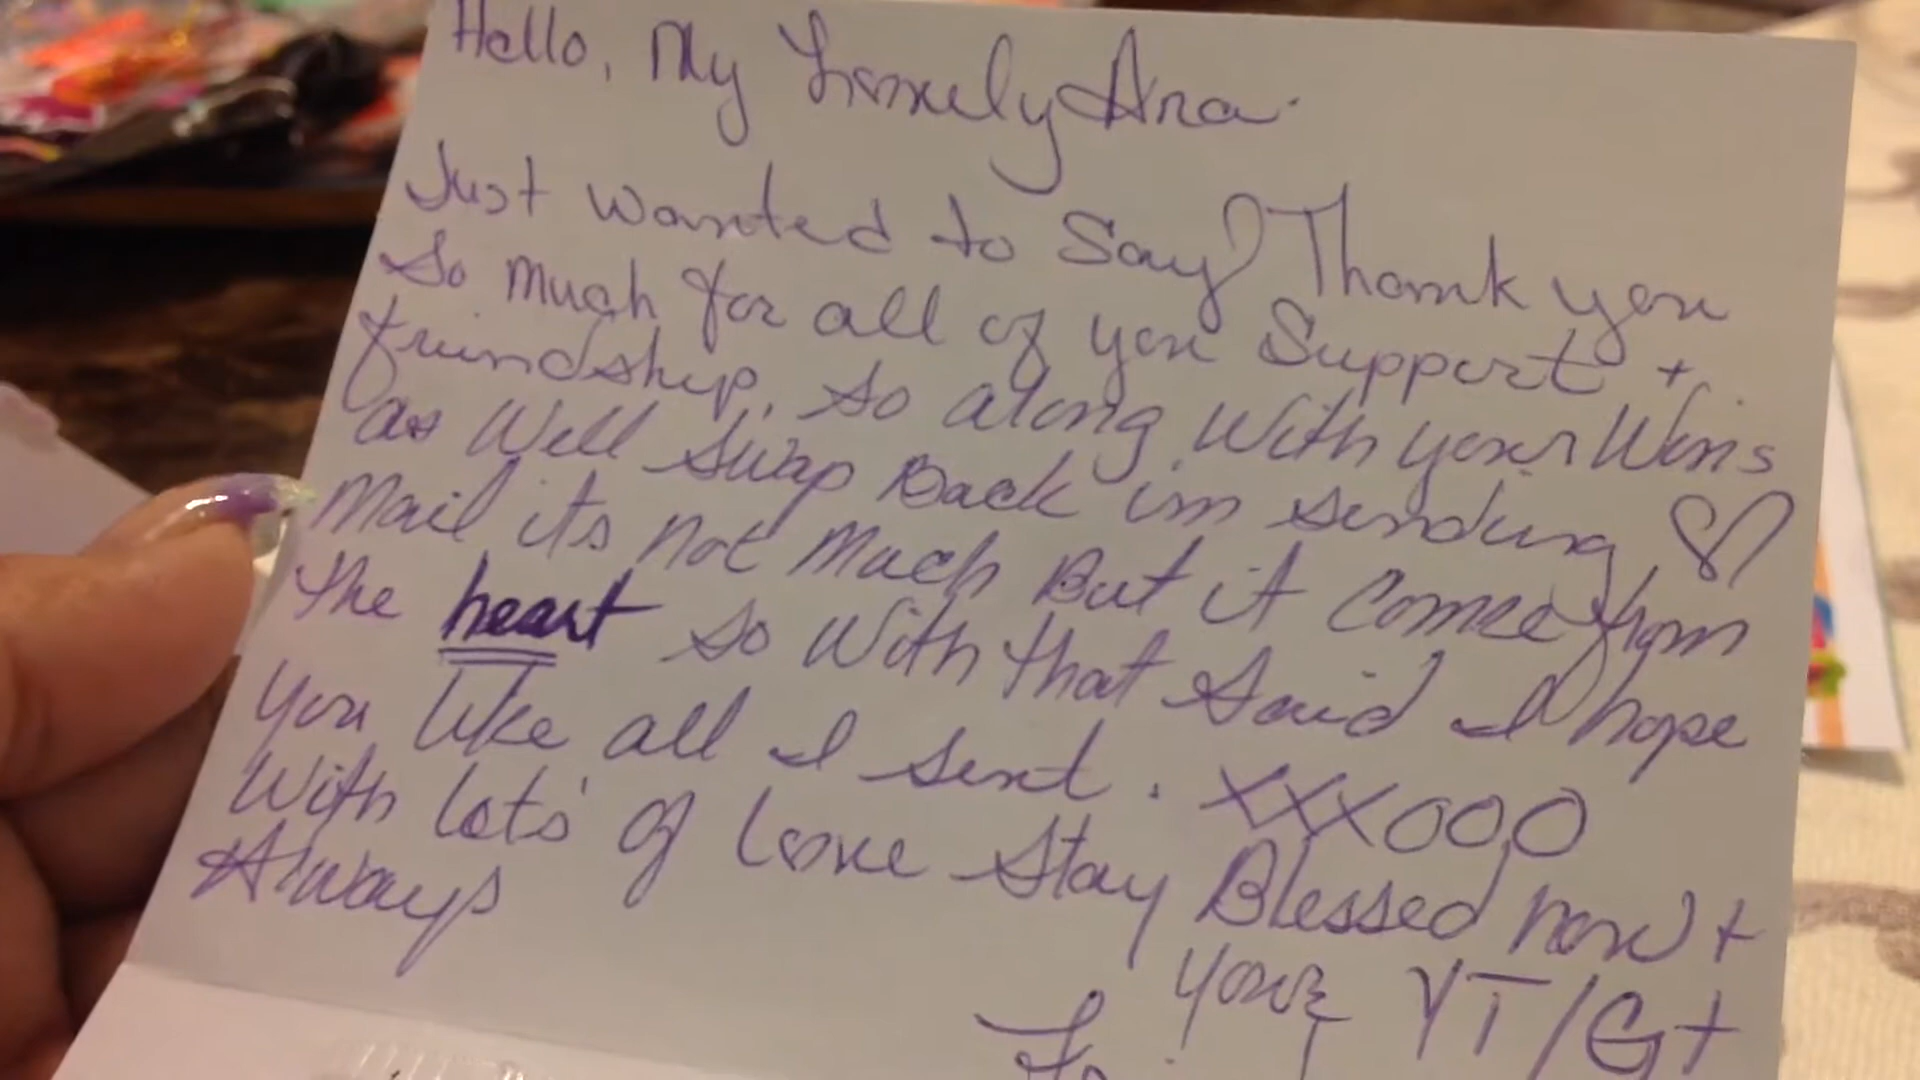 Hello, My Lovely Ana.
Just wanted to Say Thank you
So Much for all of you Support +
friendship. So along With your Wins
as Well Swap Back im sending ♡
Mail its not Much But it Comes from
the heart so With that Said I hope
you like all I sent. XXXOOO
With lots' of Love Stay Blessed now +
Always
your YT/G+